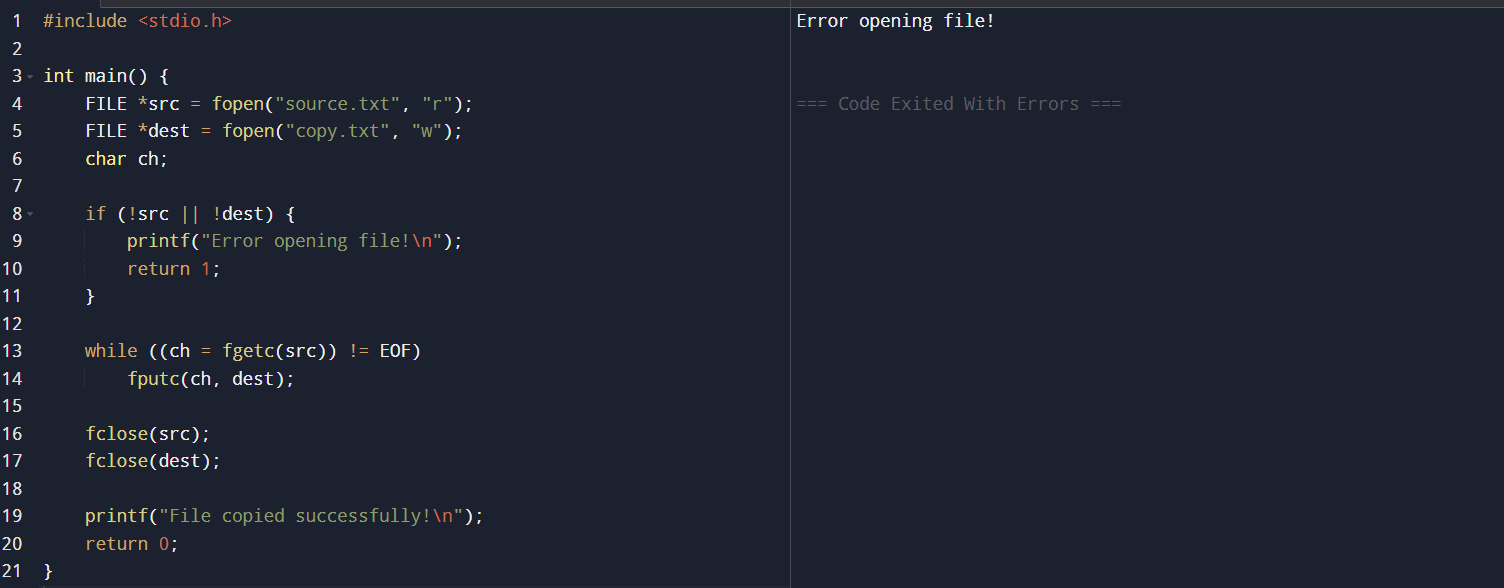 1 #include <stdio.h>
2
3 int main() {
4     FILE *src = fopen("source.txt", "r");
5     FILE *dest = fopen("copy.txt", "w");
6     char ch;
7
8     if (!src || !dest) {
9         printf("Error opening file!\n");
10         return 1;
11     }
12
13     while ((ch = fgetc(src)) != EOF)
14         fputc(ch, dest);
15
16     fclose(src);
17     fclose(dest);
18
19     printf("File copied successfully!\n");
20     return 0;
21 }
Error opening file!
=== Code Exited With Errors ===